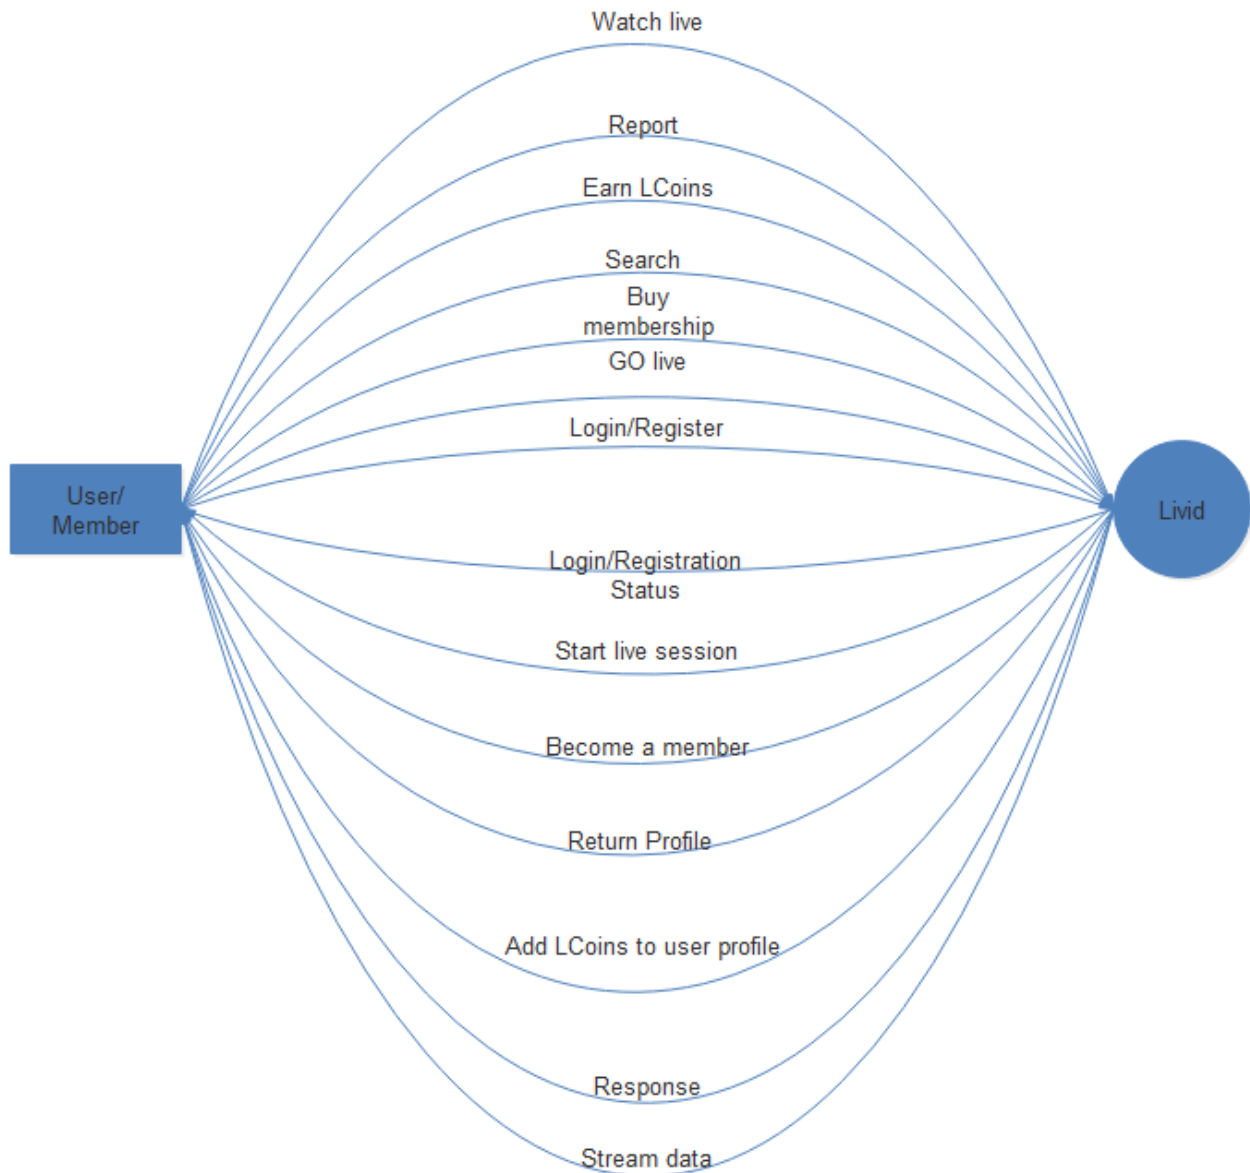 Watch live
Report
Earn LCoins
Search
Buy
membership
GO live
Login/Register
User/
Member
Livid
Login/Registration
Status
Start live session
Become a member
Return Profile
Add LCoins to user profile
Response
Stream data